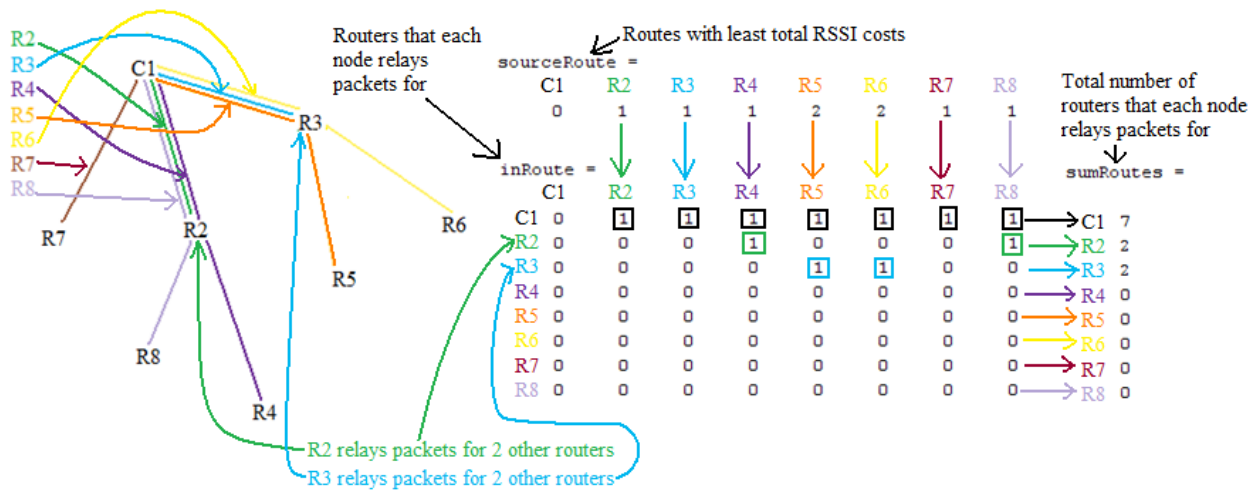 R2
R3
R4
R5
R6
R7
R8
C1
R3
R7
R2
R6
R5
R8
R4
R2 relays packets for 2 other routers
R3 relays packets for 2 other routers
Routers that each
node relays
packets for
Routes with least total RSSI costs
sourceRoute =
C1 R2 R3 R4 R5 R6 R7 R8
0 1 1 1 2 2 1 1
inRoute =
C1 R2 R3 R4 R5 R6 R7 R8
C1 0 1 1 1 1 1 1 1
R2 0 0 0 1 0 0 0 1
R3 0 0 0 0 1 1 0 0
R4 0 0 0 0 0 0 0 0
R5 0 0 0 0 0 0 0 0
R6 0 0 0 0 0 0 0 0
R7 0 0 0 0 0 0 0 0
R8 0 0 0 0 0 0 0 0
Total number of
routers that each node
relays packets for
sumRoutes =
C1 7
R2 2
R3 2
R4 0
R5 0
R6 0
R7 0
R8 0